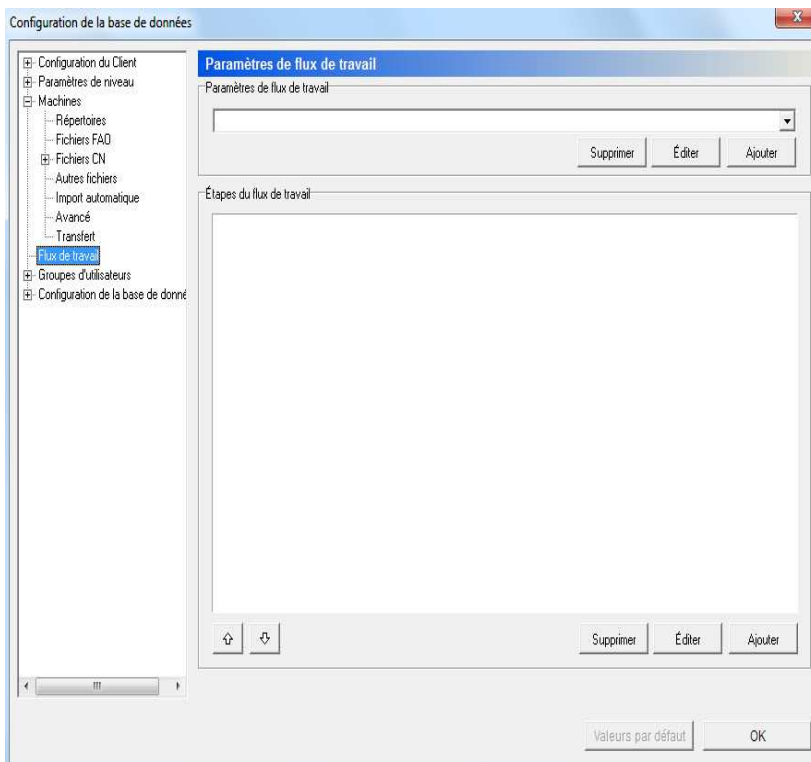 Configuration de la base de données
Configuration du Client
Paramètres de niveau
Machines
Répertoires
Fichiers FAO
Fichiers CN
Autres fichiers
Import automatique
Avancé
Transfert
Flux de travail
Groupes d'utilisateurs
Configuration de la base de donné
Paramètres de flux de travail
Paramètres de flux de travail
Supprimer Éditer Ajouter
Étapes du flux de travail
Supprimer Éditer Ajouter
Valeurs par défaut OK